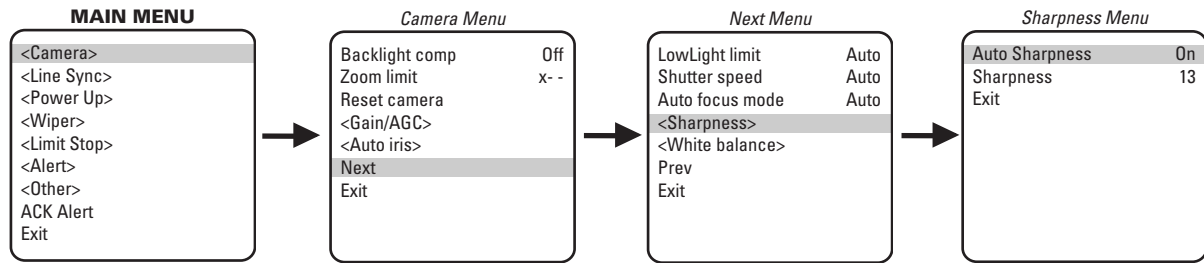 MAIN MENU
<Camera>
<Line Sync>
<Power Up>
<Wiper>
<Limit Stop>
<Alert>
<Other>
ACK Alert
Exit
Camera Menu
Backlight comp Off
Zoom limit x- -
Reset camera
<Gain/AGC>
<Auto iris>
Next
Exit
Next Menu
LowLight limit Auto
Shutter speed Auto
Auto focus mode Auto
<Sharpness>
<White balance>
Prev
Exit
Sharpness Menu
Auto Sharpness On
Sharpness 13
Exit